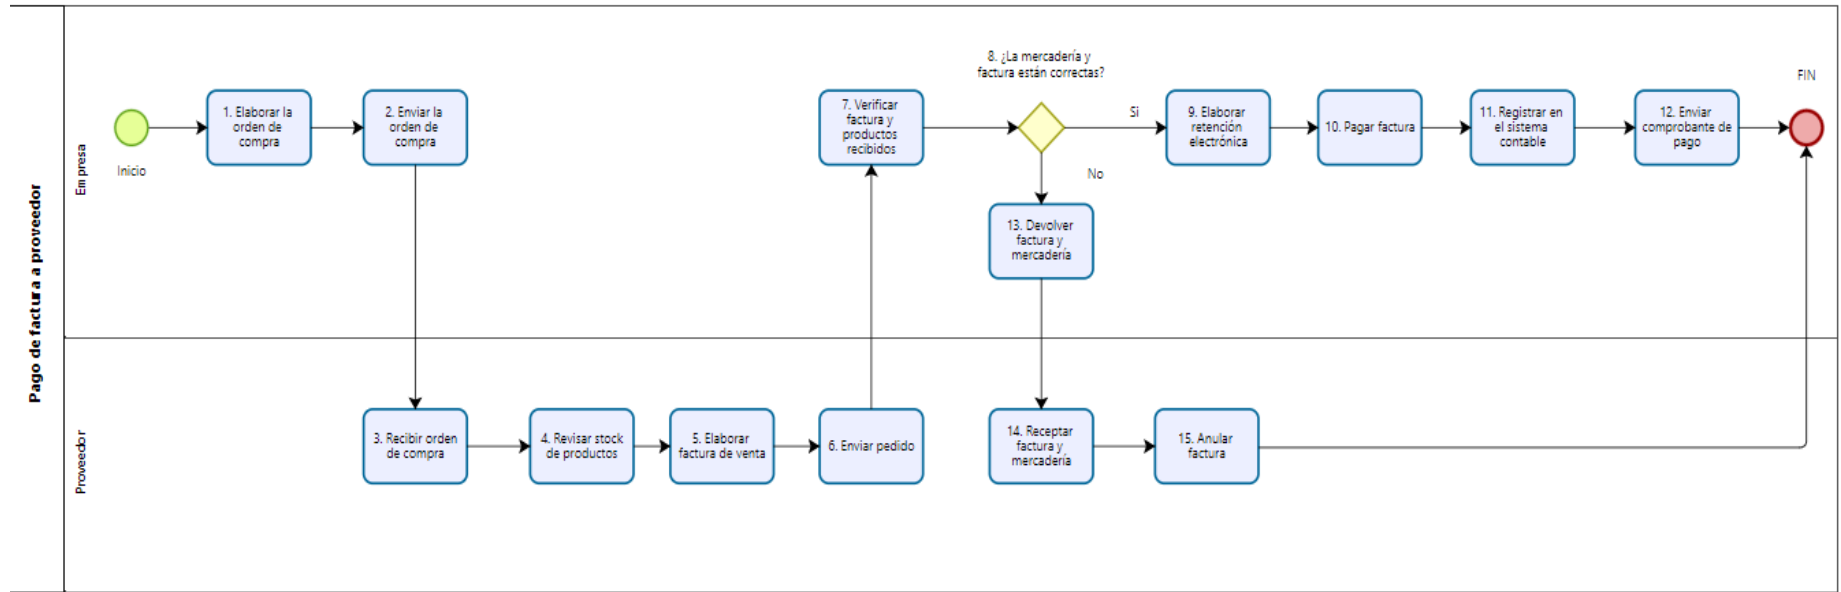 Pago de factura a proveedor
Empresa
Inicio
1. Elaborar la
orden de
compra
2. Enviar la
orden de
compra
7. Verificar
factura y
productos
recibidos
8. ¿La mercadería y
factura están correctas?
Si
No
9. Elaborar
retención
electrónica
10. Pagar factura
11. Registrar en
el sistema
contable
12. Enviar
comprobante de
pago
FIN
13. Devolver
factura y
mercadería
Proveedor
3. Recibir orden
de compra
4. Revisar stock
de productos
5. Elaborar
factura de venta
6. Enviar pedido
14. Receptar
factura y
mercadería
15. Anular
factura